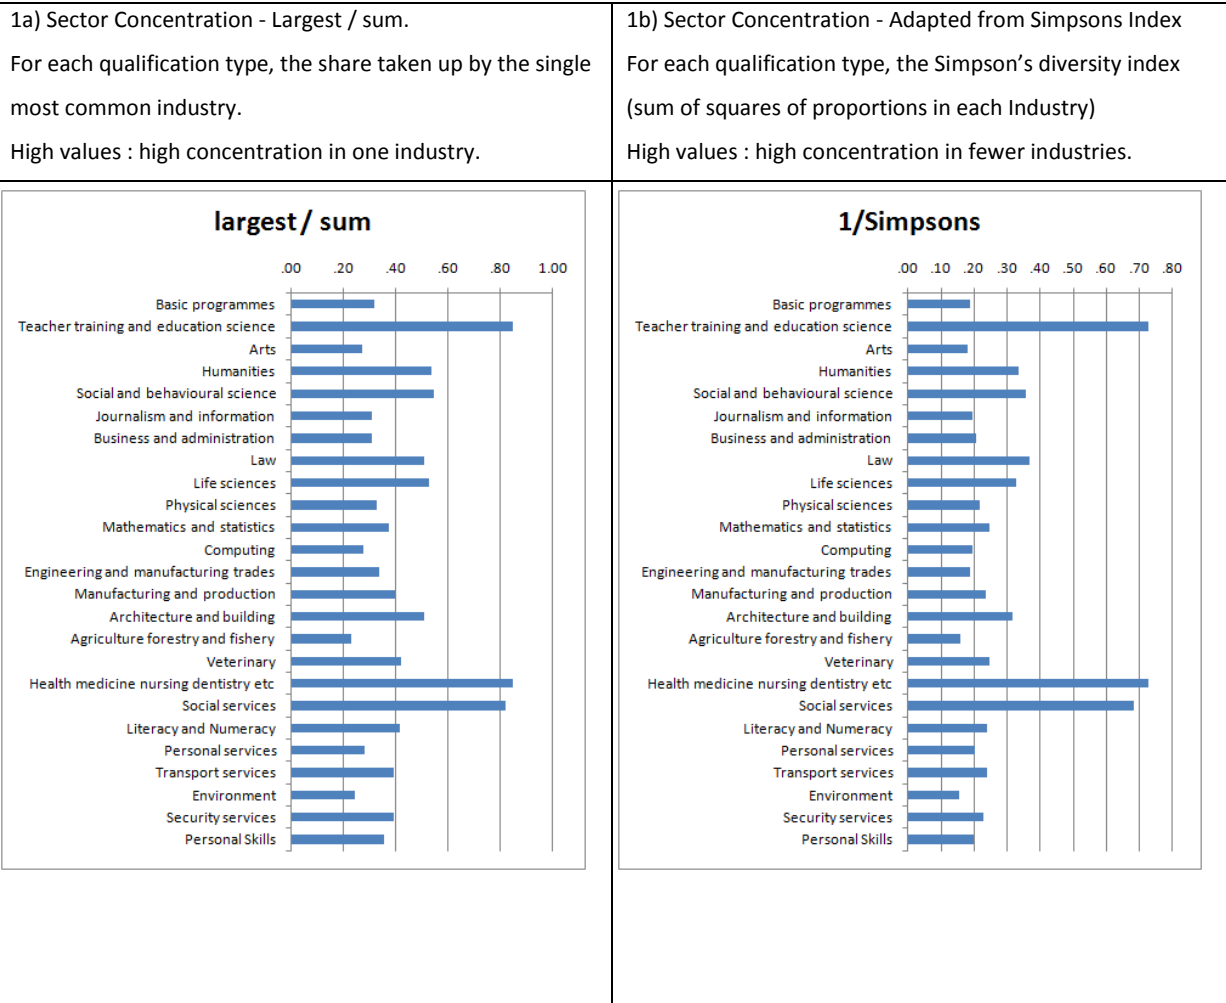 1a) Sector Concentration - Largest / sum.
For each qualification type, the share taken up by the single
most common industry.
High values : high concentration in one industry.
1b) Sector Concentration - Adapted from Simpsons Index
For each qualification type, the Simpson’s diversity index
(sum of squares of proportions in each Industry)
High values : high concentration in fewer industries.
largest / sum
.00 .20 .40 .60 .80 1.00
Basic programmes
Teacher training and education science
Arts
Humanities
Social and behavioural science
Journalism and information
Business and administration
Law
Life sciences
Physical sciences
Mathematics and statistics
Computing
Engineering and manufacturing trades
Manufacturing and production
Architecture and building
Agriculture forestry and fishery
Veterinary
Health medicine nursing dentistry etc
Social services
Literacy and Numeracy
Personal services
Transport services
Environment
Security services
Personal Skills
1/Simpsons
.00 .10 .20 .30 .40 .50 .60 .70 .80
Basic programmes
Teacher training and education science
Arts
Humanities
Social and behavioural science
Journalism and information
Business and administration
Law
Life sciences
Physical sciences
Mathematics and statistics
Computing
Engineering and manufacturing trades
Manufacturing and production
Architecture and building
Agriculture forestry and fishery
Veterinary
Health medicine nursing dentistry etc
Social services
Literacy and Numeracy
Personal services
Transport services
Environment
Security services
Personal Skills